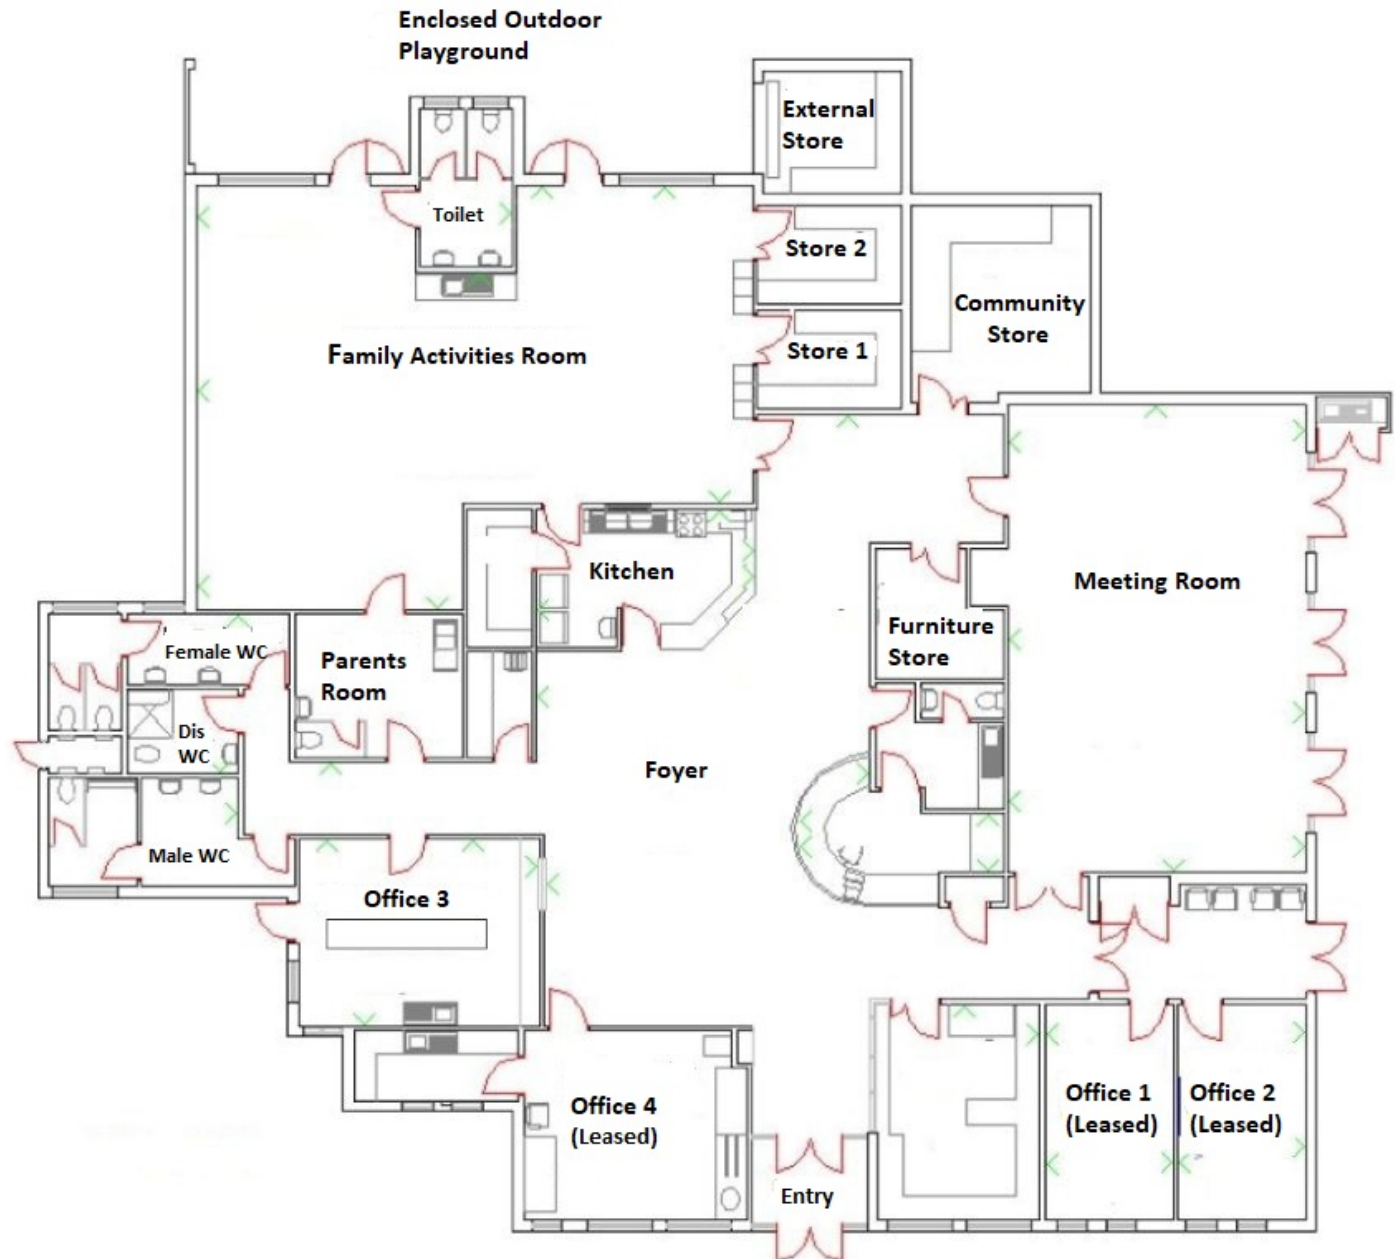 Enclosed Outdoor
Playground
External
Store
Toilet
Store 2
Community
Store
Store 1
Family Activities Room
Kitchen
Meeting Room
Furniture
Store
Female WC
Parents
Room
Dis
WC
Foyer
Male WC
Office 3
Office 4
(Leased)
Office 1
(Leased)
Office 2
(Leased)
Entry